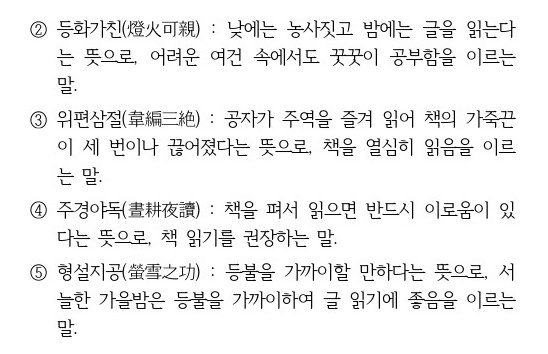 ② 등화가친(燈火可親) : 낮에는 농사짓고 밤에는 글을 읽는다
는 뜻으로, 어려운 여건 속에서도 꿋꿋이 공부함을 이르는
말.
③ 위편삼절(韋編三絶) : 공자가 주역을 즐겨 읽어 책의 가죽끈
이 세 번이나 끊어졌다는 뜻으로, 책을 열심히 읽음을 이르
는 말.
④ 주경야독(晝耕夜讀) : 책을 펴서 읽으면 반드시 이로움이 있
다는 뜻으로, 책 읽기를 권장하는 말.
⑤ 형설지공(螢雪之功) : 등불을 가까이할 만하다는 뜻으로, 서
늘한 가을밤은 등불을 가까이하여 글 읽기에 좋음을 이르는
말.